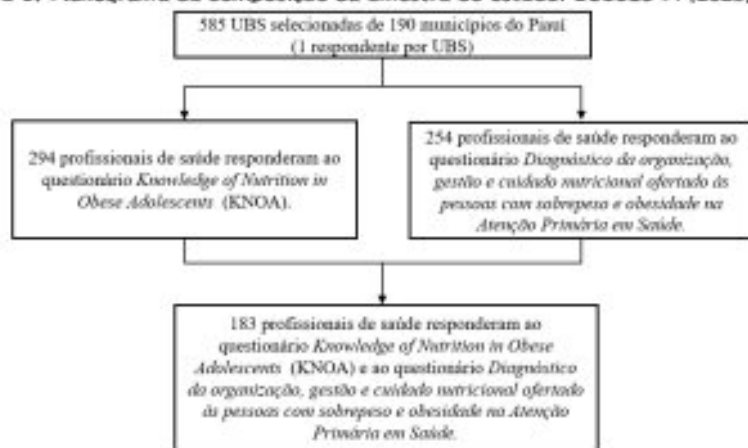 585 UBS selecionadas de 190 municípios do Piauí
(1 respondente por UBS)
294 profissionais de saúde responderam ao
questionário Knowledge of Nutrition in
Obese Adolescents (KNOA).
254 profissionais de saúde responderam ao
questionário Diagnóstico da organização,
gestão e cuidado nutricional ofertado às
pessoas com sobrepeso e obesidade na
Atenção Primária em Saúde.
183 profissionais de saúde responderam ao
questionário Knowledge of Nutrition in Obese
Adolescents (KNOA) e ao questionário Diagnóstico
da organização, gestão e cuidado nutricional ofertado
às pessoas com sobrepeso e obesidade na Atenção
Primária em Saúde.